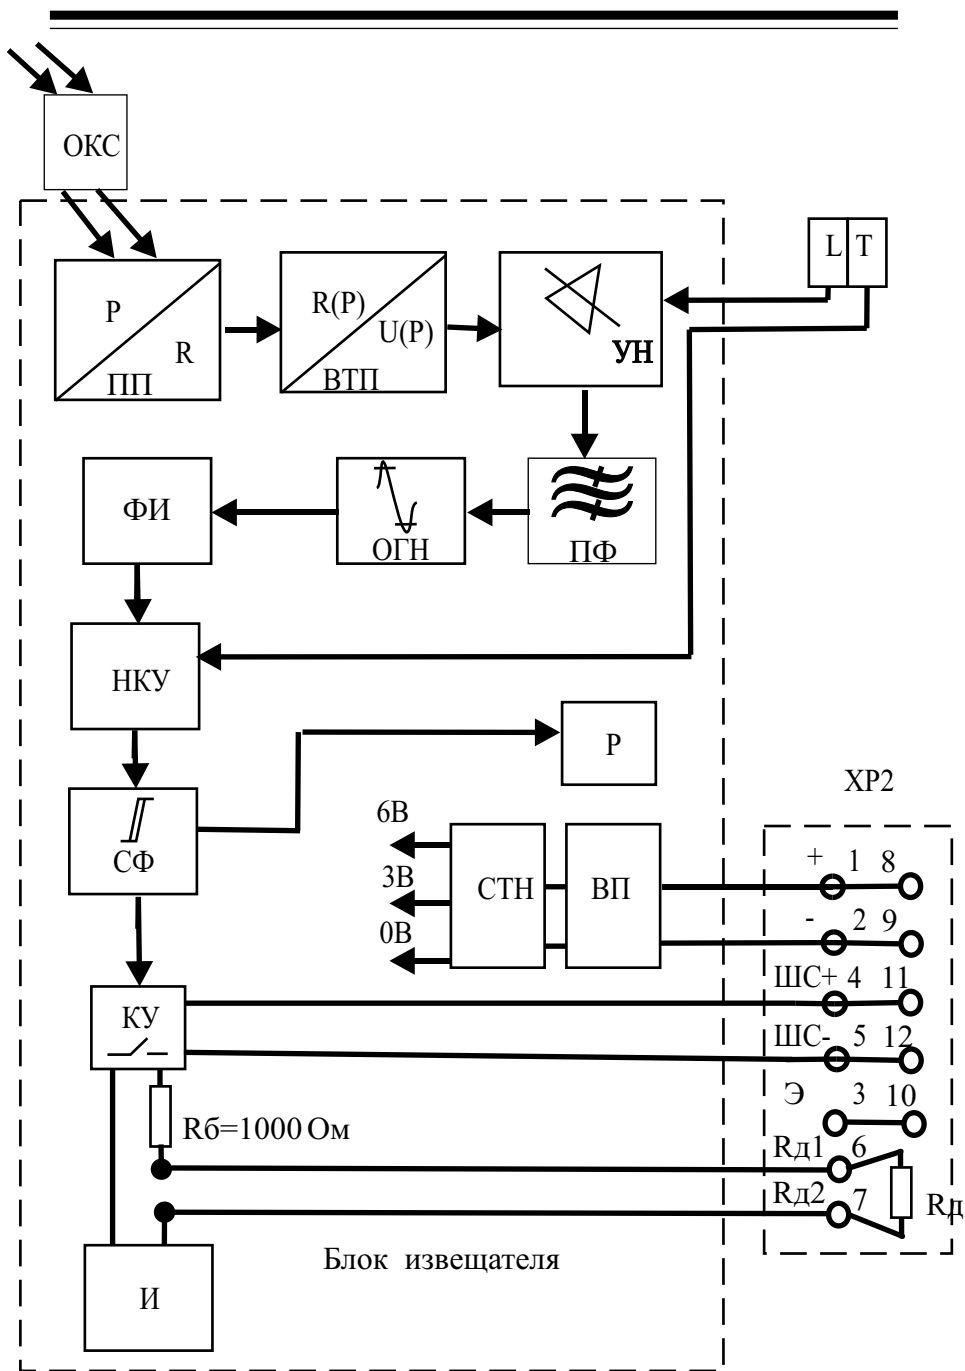 ОКС
L T
P
R
ПП
R(P)
U(P)
ВТП
УН
ФИ
ОГН
ПФ
НКУ
Р
ХР2
СФ
6В
3В
0В
СТН
ВП
+ 1 8
- 2 9
ШС+ 4 11
ШС- 5 12
Э 3 10
КУ
Rб=1000 Ом
Rд1 6
Rд2 7
Rд
Блок извещателя
И